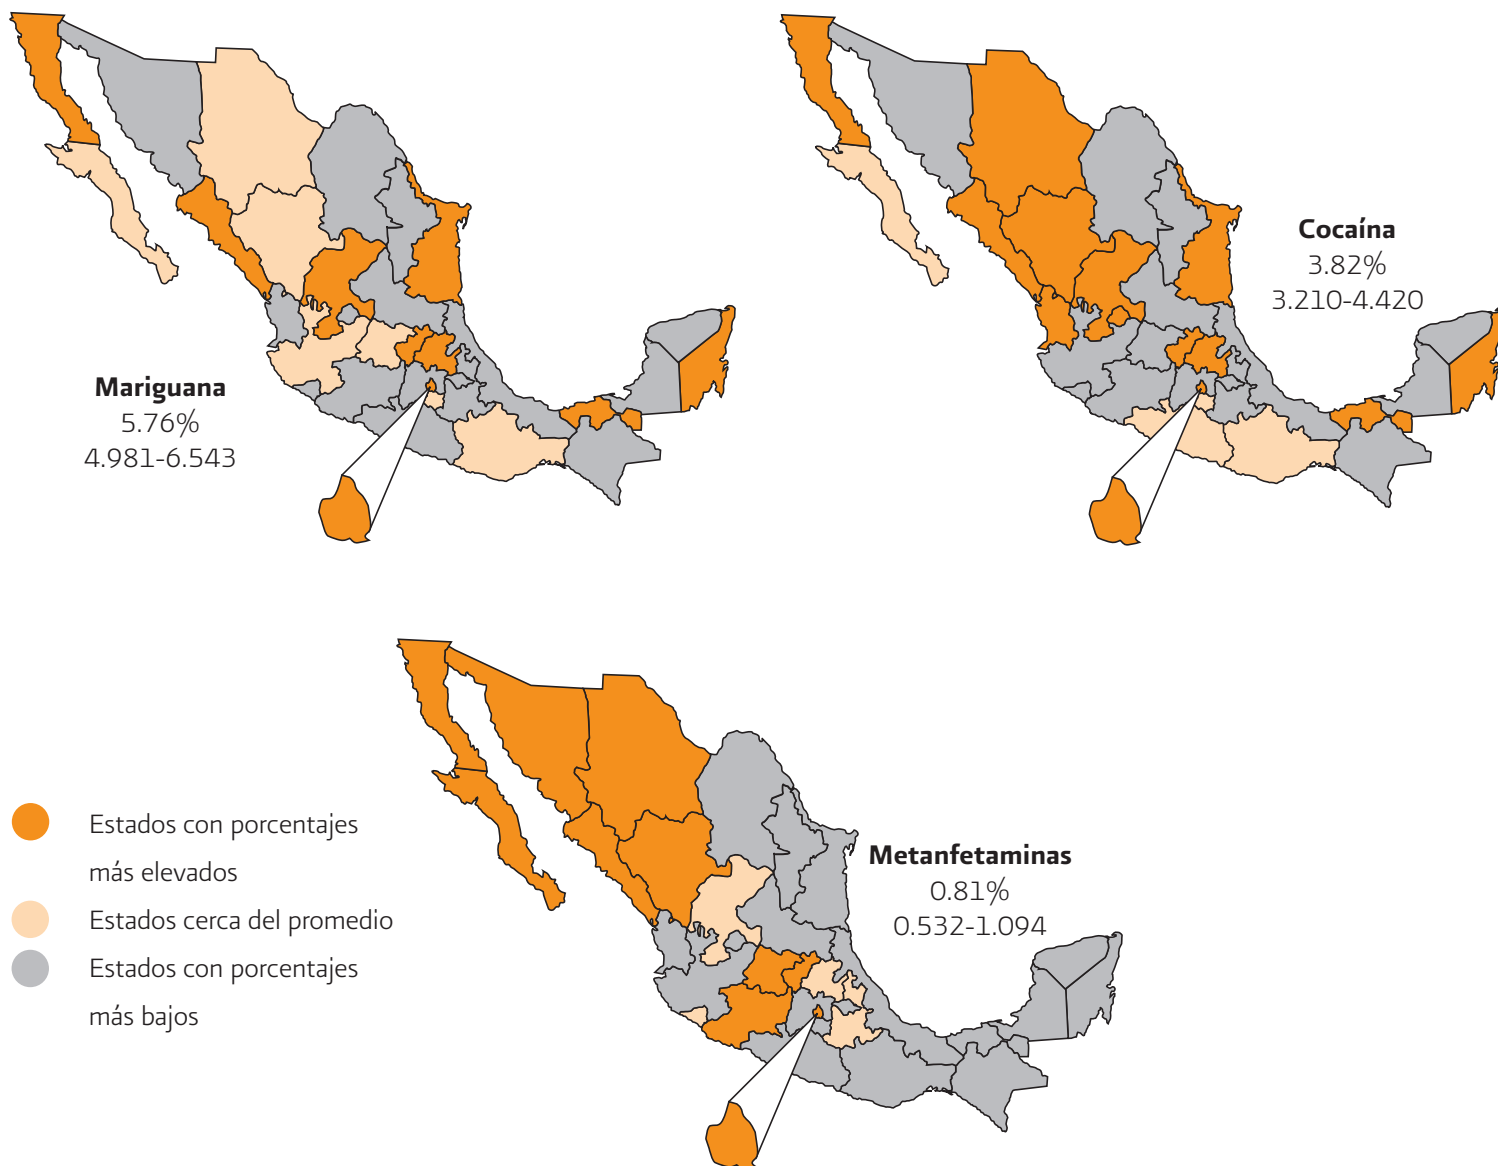 Mariguana
5.76%
4.981-6.543
Cocaína
3.82%
3.210-4.420
Metanfetaminas
0.81%
0.532-1.094
Estados con porcentajes
más elevados
Estados cerca del promedio
Estados con porcentajes
más bajos